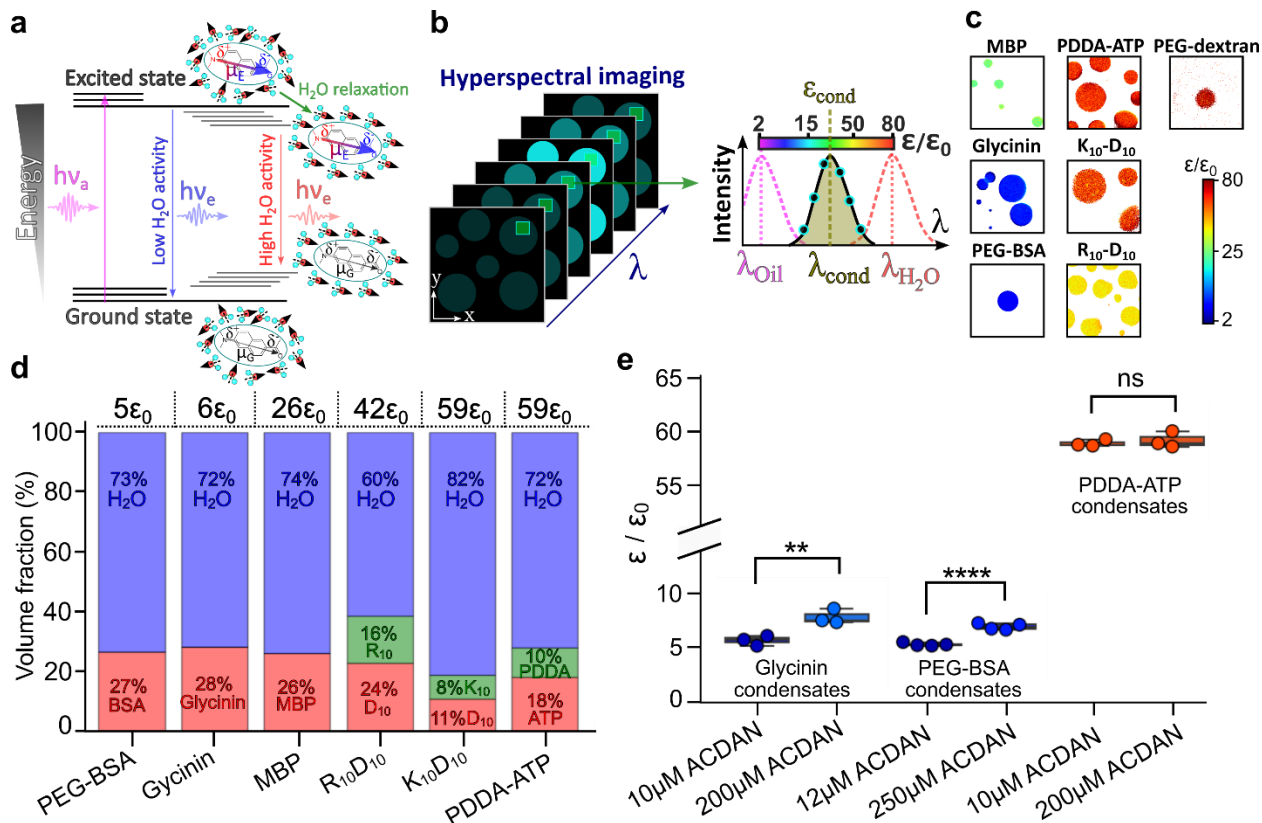 a
Excited state
Energy
hνa
Low H2O activity
hνe
High H2O activity
hνe
H2O relaxation
N
δ+
μE
δ-
O
N
δ+
μE
δ-
O
δ+
N
μG
δ-
O
Ground state
δ+
N
μG
δ-
O
b
Hyperspectral imaging
y
x
λ
εcond
2 15 50 80
ε/ε0
Intensity
λ
λOil
λcond
λH2O
c
MBP
PDDA-ATP
PEG-dextran
Glycinin
K10-D10
PEG-BSA
R10-D10
ε/ε0
80
25
2
d
5ε0 6ε0 26ε0 42ε0 59ε0 59ε0
Volume fraction (%)
100
80
60
40
20
0
73%
H2O
72%
H2O
74%
H2O
60%
H2O
82%
H2O
72%
H2O
27%
BSA
28%
Glycinin
26%
MBP
16%
R10
24%
D10
8% K10
11% D10
10%
PDDA
18%
ATP
PEG-BSA
Gycinin
MBP
R10D10
K10D10
PDDA-ATP
e
ε / ε0
65
60
55
10
5
0
**
Glycinin
condensates
****
PEG-BSA
condensates
ns
PDDA-ATP
condensates
10μM ACDAN
200μM ACDAN
12μM ACDAN
250μM ACDAN
10μM ACDAN
200μM ACDAN